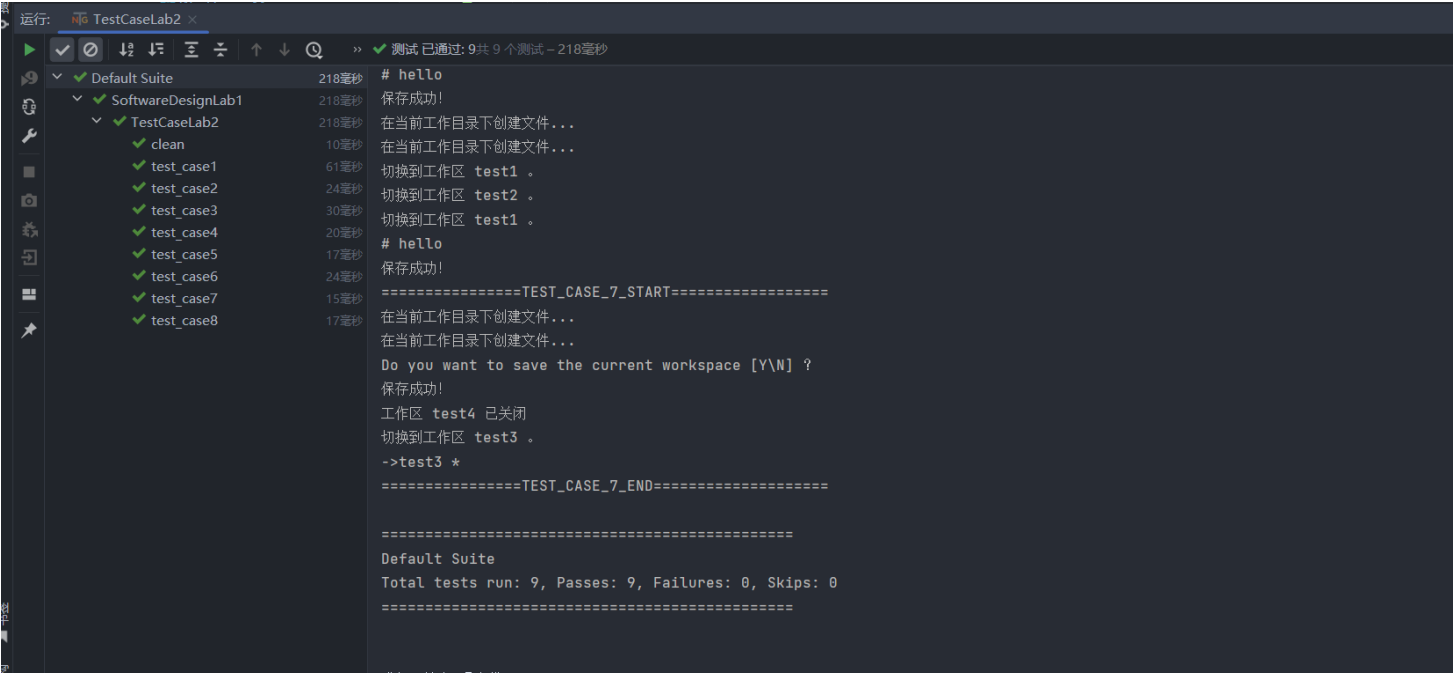 运行: TestCaseLab2 ×
测试 已通过: 9共 9 个测试 – 218毫秒
Default Suite 218毫秒
SoftwareDesignLab1 218毫秒
TestCaseLab2 218毫秒
clean 10毫秒
test_case1 61毫秒
test_case2 24毫秒
test_case3 30毫秒
test_case4 20毫秒
test_case5 17毫秒
test_case6 24毫秒
test_case7 15毫秒
test_case8 17毫秒
# hello
保存成功!
在当前工作目录下创建文件...
在当前工作目录下创建文件...
切换到工作区 test1 。
切换到工作区 test2 。
切换到工作区 test1 。
# hello
保存成功!
================TEST_CASE_7_START==================
在当前工作目录下创建文件...
在当前工作目录下创建文件...
Do you want to save the current workspace [Y\N] ?
保存成功!
工作区 test4 已关闭
切换到工作区 test3 。
->test3 *
================TEST_CASE_7_END====================
===============================================
Default Suite
Total tests run: 9, Passes: 9, Failures: 0, Skips: 0
===============================================